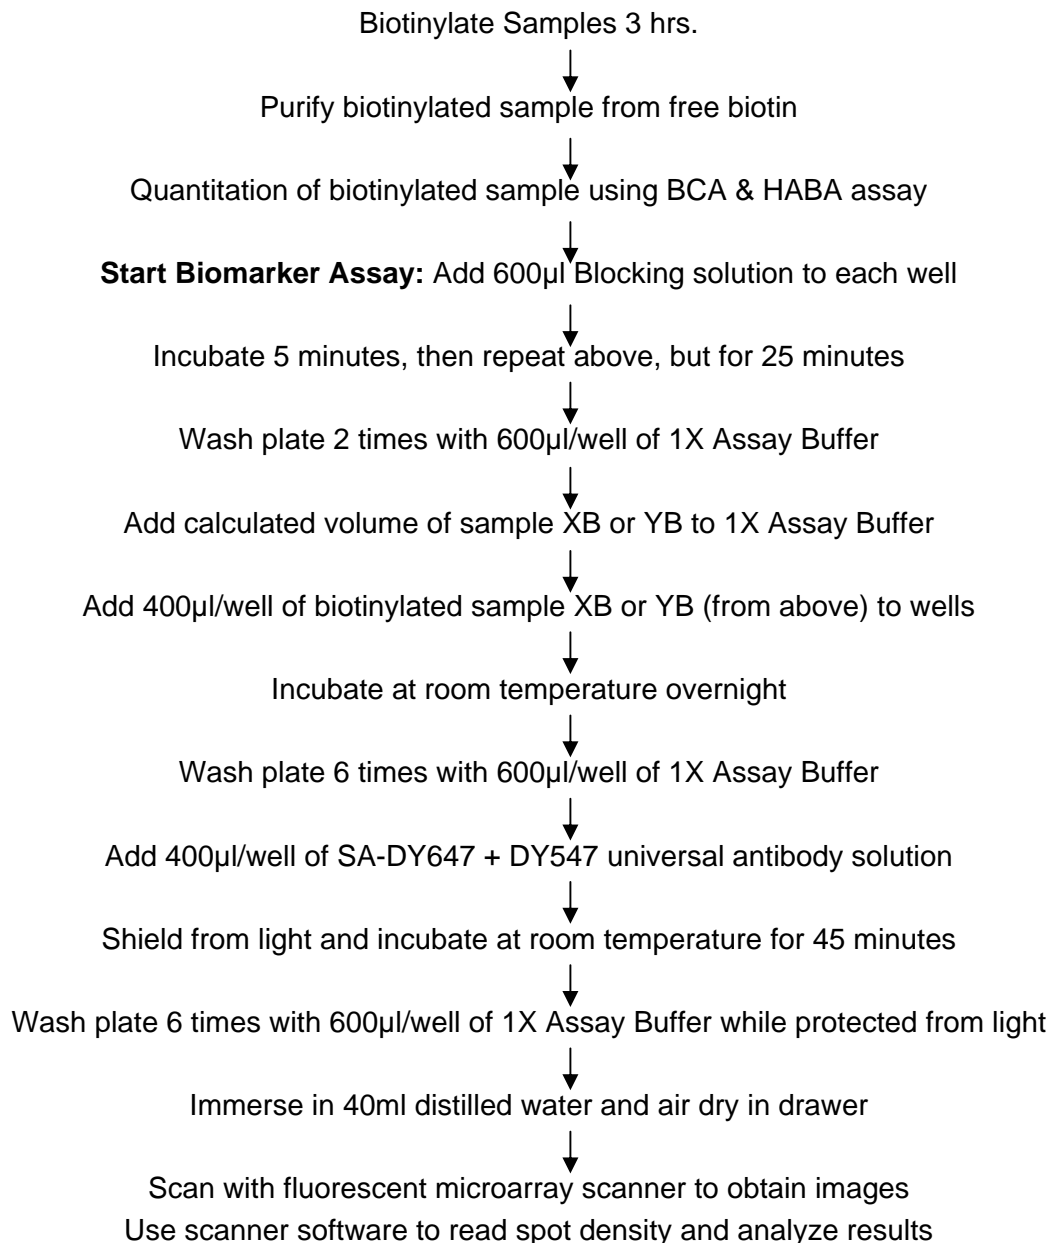 Biotinylate Samples 3 hrs.
Purify biotinylated sample from free biotin
Quantitation of biotinylated sample using BCA & HABA assay
Start Biomarker Assay: Add 600µl Blocking solution to each well
Incubate 5 minutes, then repeat above, but for 25 minutes
Wash plate 2 times with 600µl/well of 1X Assay Buffer
Add calculated volume of sample XB or YB to 1X Assay Buffer
Add 400µl/well of biotinylated sample XB or YB (from above) to wells
Incubate at room temperature overnight
Wash plate 6 times with 600µl/well of 1X Assay Buffer
Add 400µl/well of SA-DY647 + DY547 universal antibody solution
Shield from light and incubate at room temperature for 45 minutes
Wash plate 6 times with 600µl/well of 1X Assay Buffer while protected from light
Immerse in 40ml distilled water and air dry in drawer
Scan with fluorescent microarray scanner to obtain images
Use scanner software to read spot density and analyze results